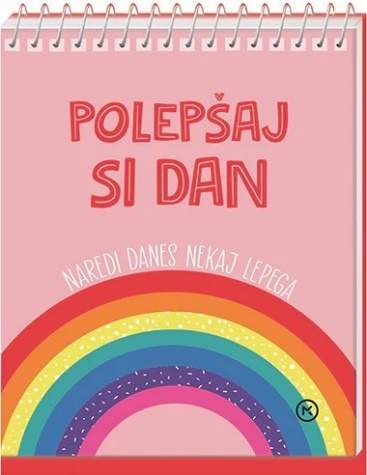 POLEPŠAJ
SI DAN
NAREDI DANES NEKAJ LEPEGA